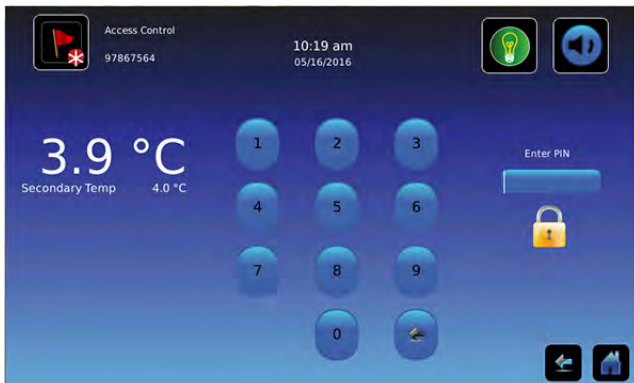 Access Control
97867564
10:19 am
05/16/2016
3.9 °C
Secondary Temp 4.0 °C
1 2 3
4 5 6
7 8 9
0
Enter PIN